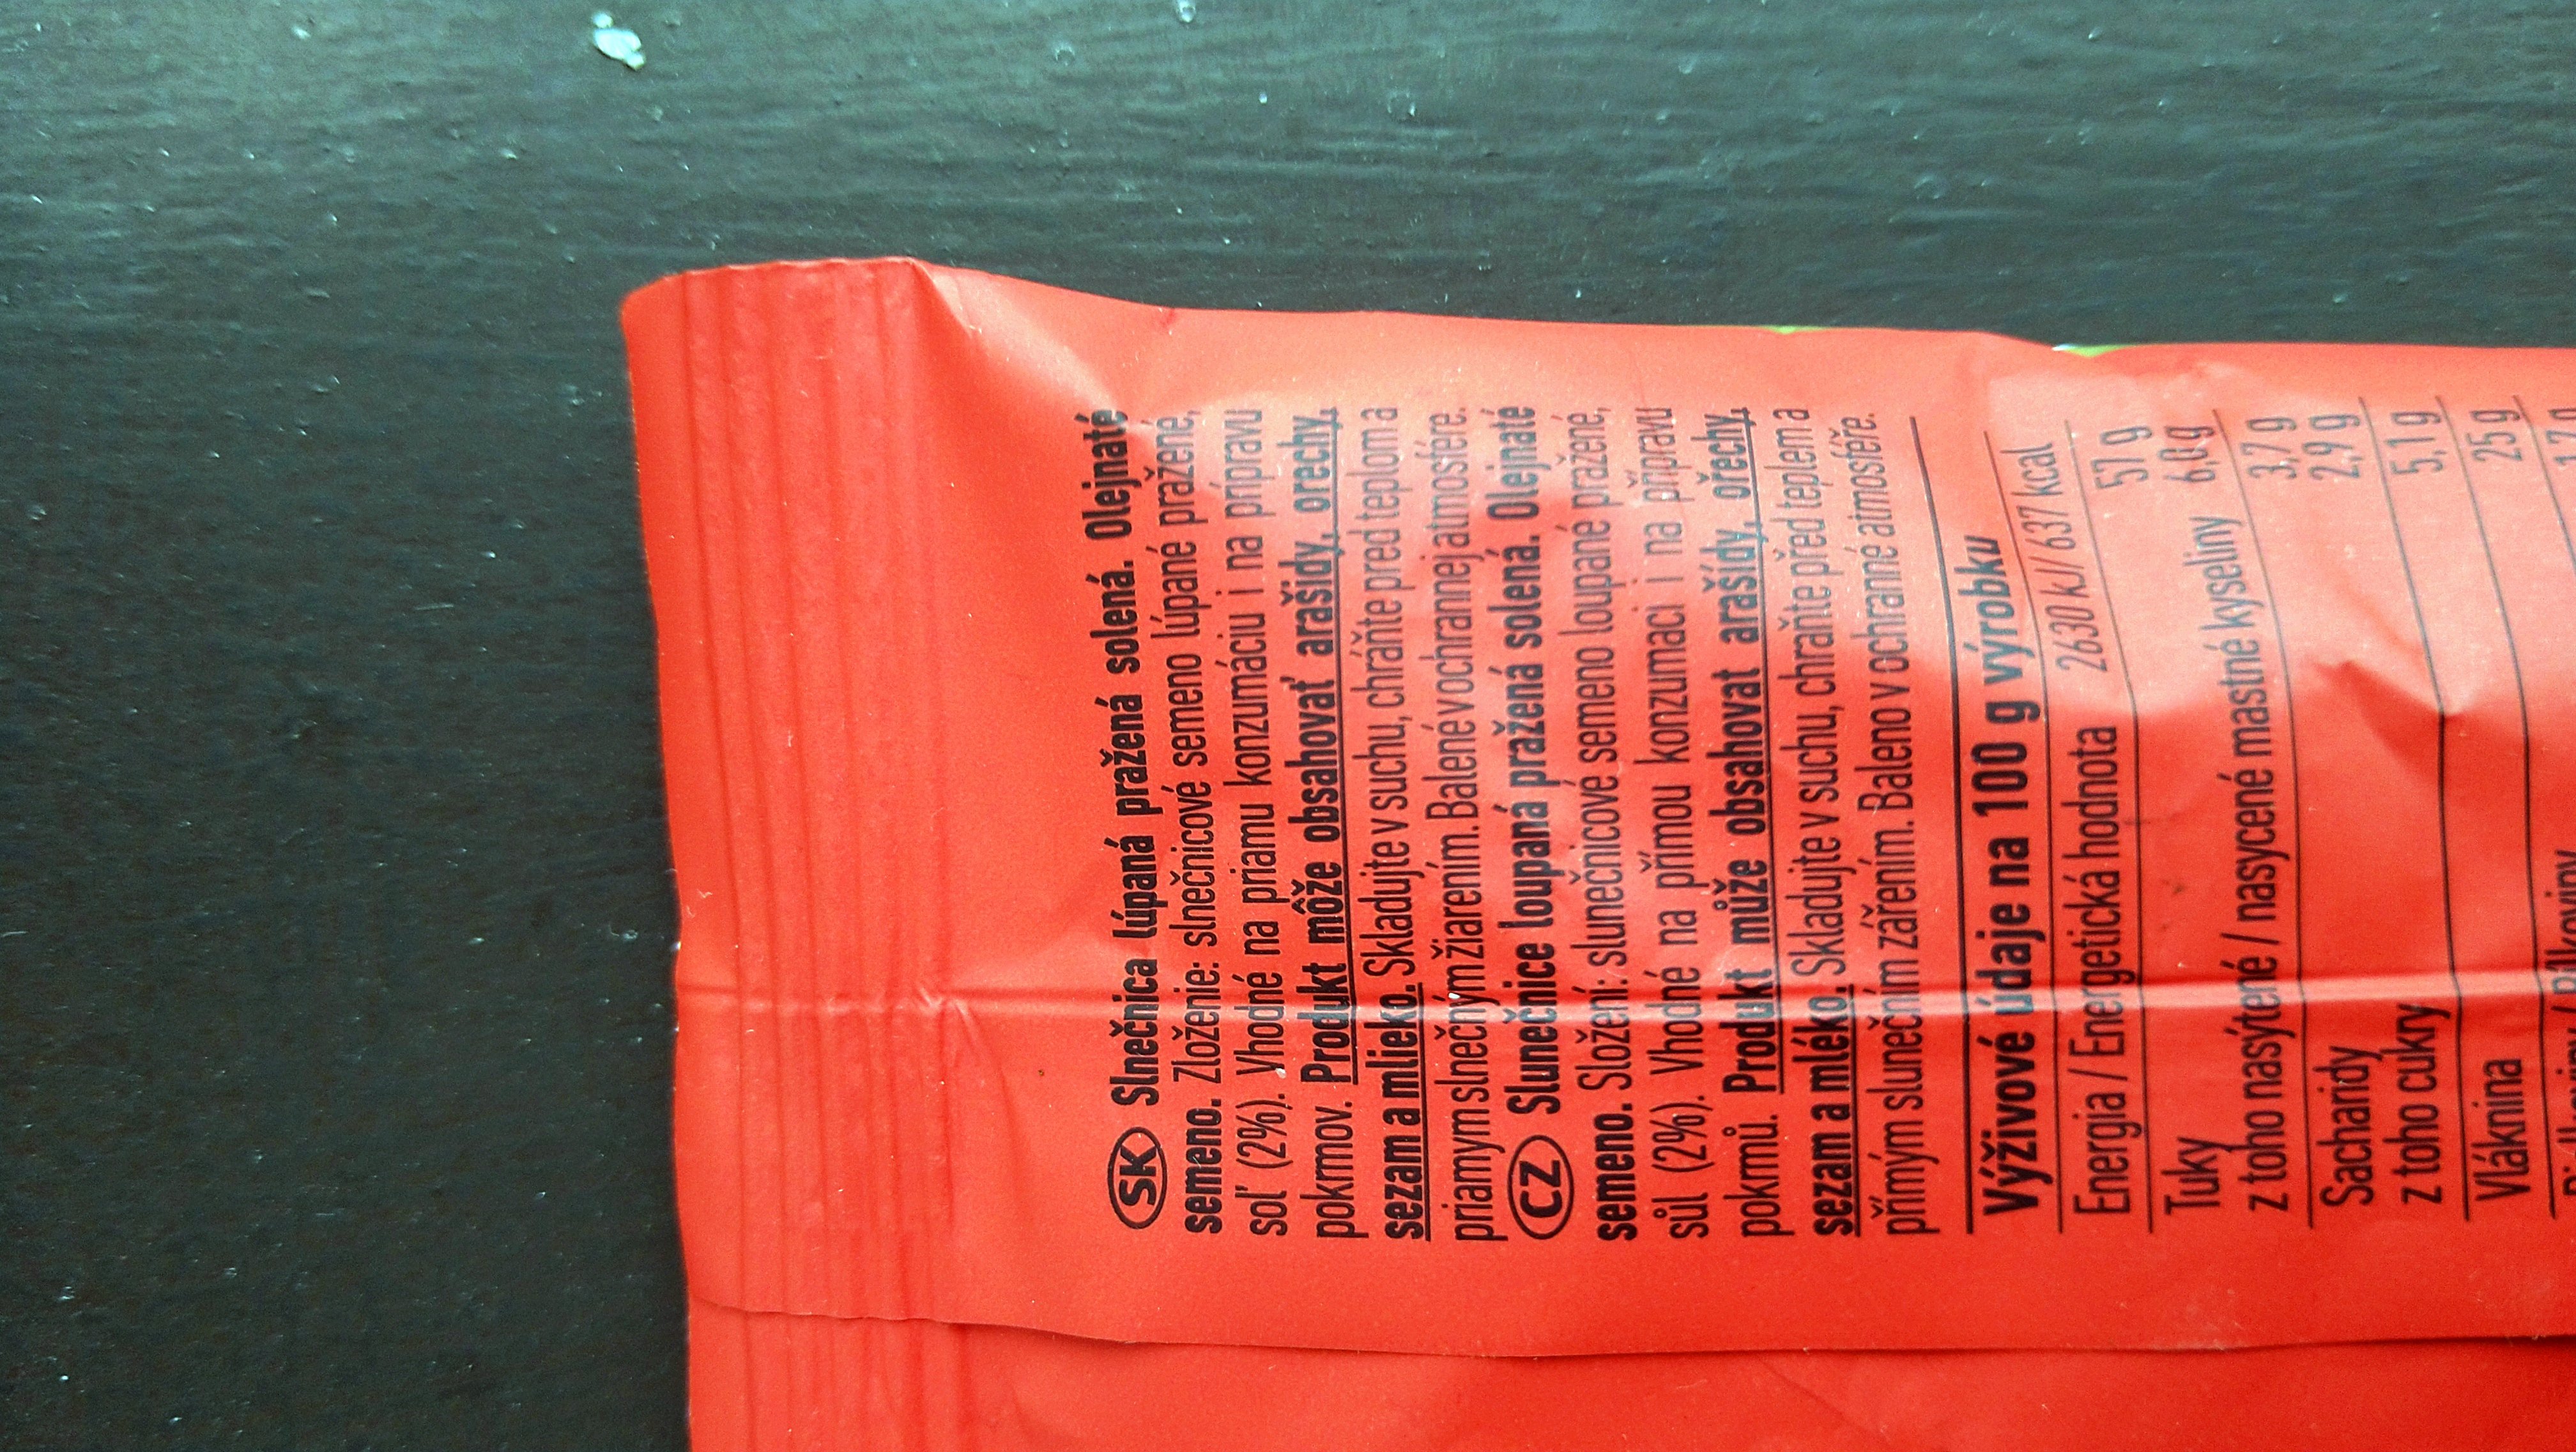 SK Slnečnica lúpaná pražená solená. Olejnaté
semeno. Zloženie: slnečnicové semeno lúpané pražené,
soľ (2%). Vhodné na priamu konzumáciu i na prípravu
pokrmov. Produkt môže obsahovať arašidy, orechy,
sezam a mlieko. Skladujte v suchu, chráňte pred teplom a
priamym slnečným žiarením. Balené v ochrannej atmosfére.
CZ Slunečnice loupaná pražená solená. Olejnaté
semeno. Složení: slunečnicové semeno loupané pražené,
sůl (2%). Vhodné na přímou konzumaci i na přípravu
pokrmů. Produkt může obsahovat arašídy, ořechy,
sezam a mléko. Skladujte v suchu, chraňte před teplem a
přímým slunečním zářením. Baleno v ochranné atmosféře.
Výživové údaje na 100 g výrobku
Energia / Energetická hodnota 2630 kJ/ 637 kcal
Tuky 57 g
z toho nasýtené / nasycené mastné kyseliny 6,0 g
Sacharidy 3,7 g
z toho cukry 2,9 g
Vláknina 5,1 g
25 g